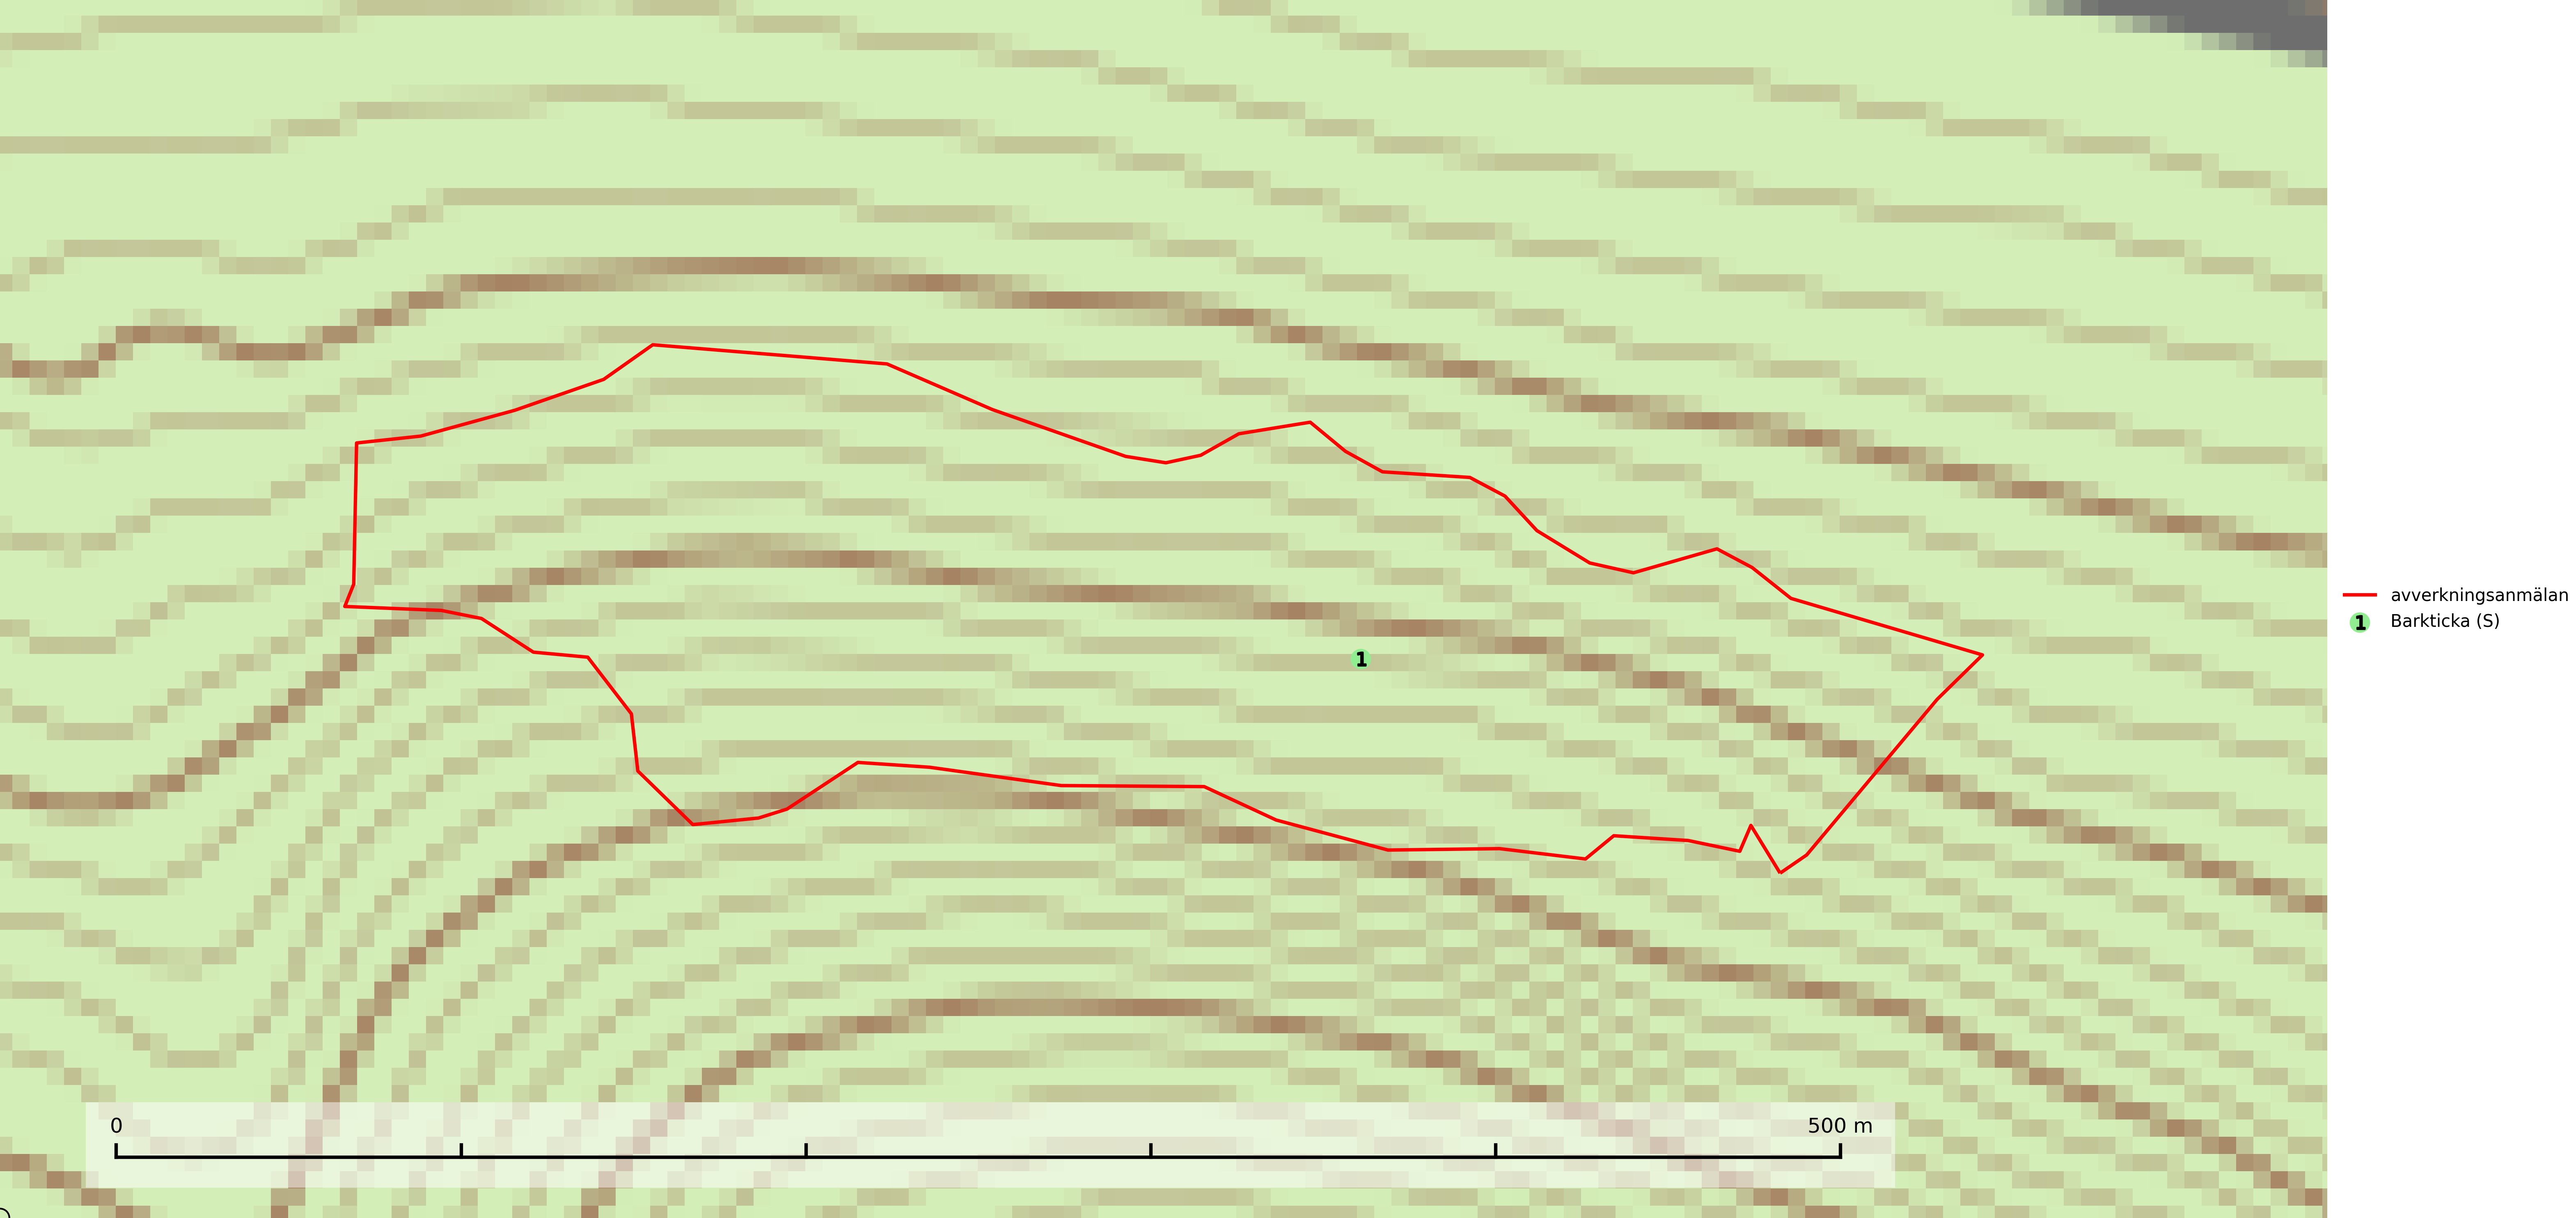 1
0
500 m
avverkningsanmälan
1 Barkticka (S)